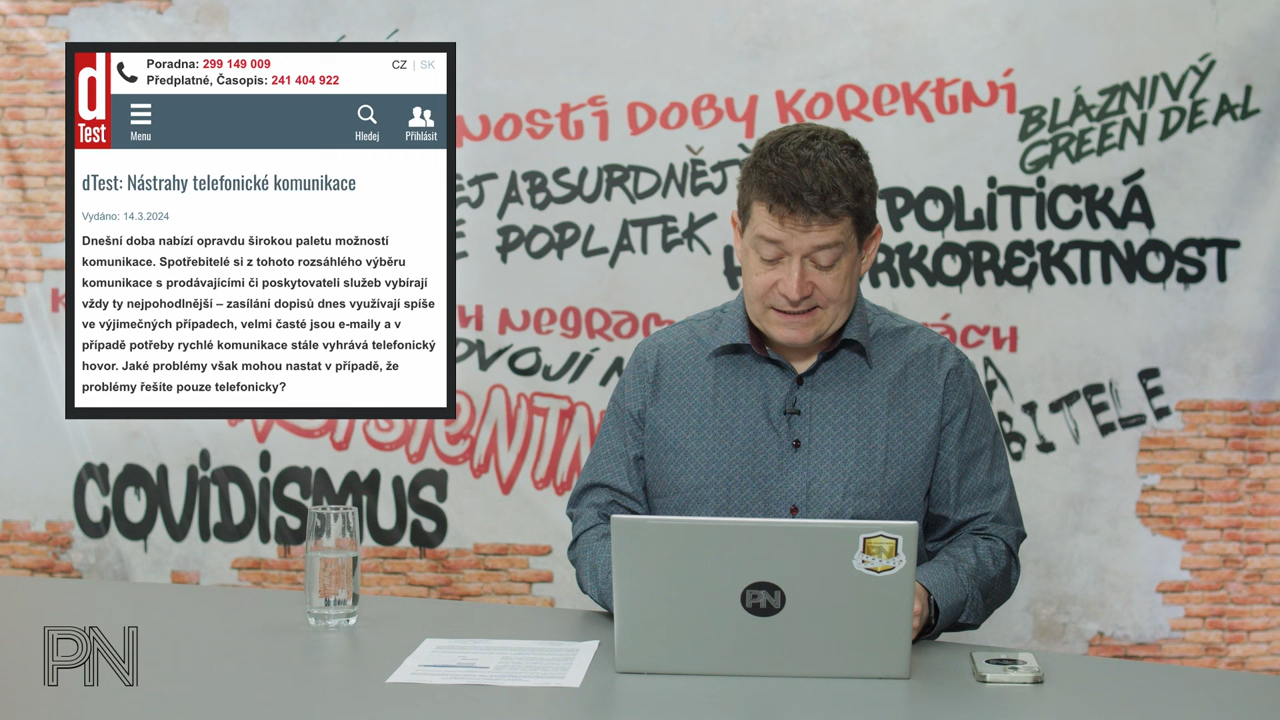 d
Test
Poradna: 299 149 009
Předplatné, Časopis: 241 404 922
CZ | SK
Menu
Hledej
Přihlásit
dTest: Nástrahy telefonické komunikace
Vydáno: 14.3.2024
Dnešní doba nabízí opravdu širokou paletu možností
komunikace. Spotřebitelé si z tohoto rozsáhlého výběru
komunikace s prodávajícími či poskytovateli služeb vybírají
vždy ty nejpohodlnější – zasílání dopisů dnes využívají spíše
ve výjimečných případech, velmi časté jsou e-maily a v
případě potřeby rychlé komunikace stále vyhrává telefonický
hovor. Jaké problémy však mohou nastat v případě, že
problémy řešíte pouze telefonicky?
DOBY KOREKTNÍ
BLÁZNIVÝ
GREEN DEAL
ABSURDNĚJ
POPLATEK
POLITICKÁ
RKOREKTNOST
COVIDISMUS
PN
PN